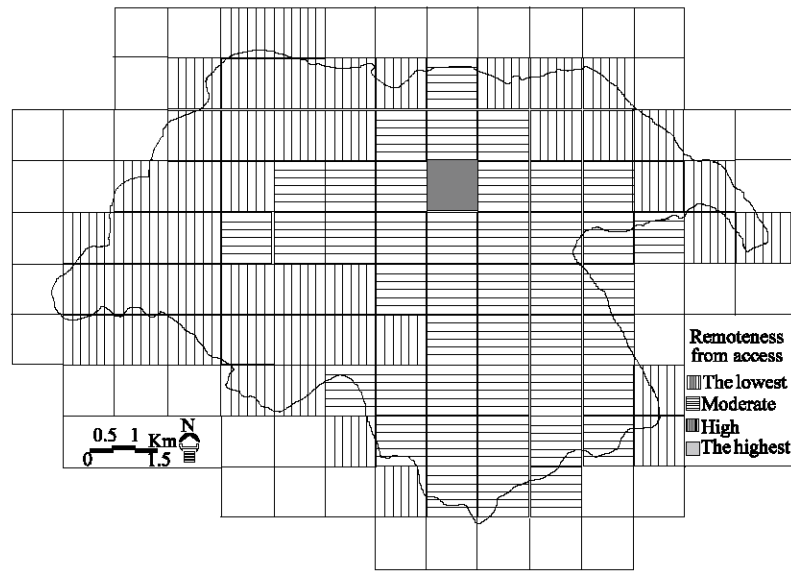 Remoteness
from access
The lowest
Moderate
High
The highest
N
0.5 1 Km
0 1.5